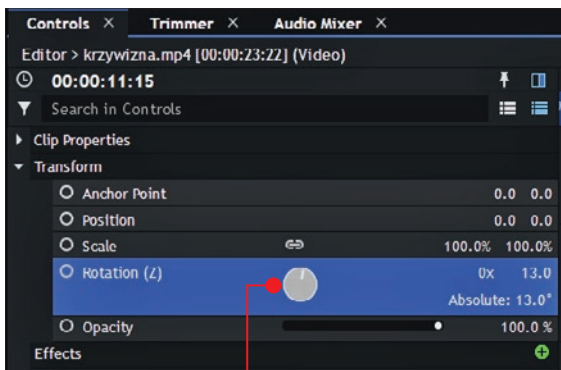 Controls × Trimmer × Audio Mixer ×
Editor > krzywizna.mp4 [00:00:23:22] (Video)
00:00:11:15
Search in Controls
Clip Properties
Transform
Anchor Point 0.0 0.0
Position 0.0 0.0
Scale 100.0% 100.0%
Rotation (Z) 0x 13.0
Absolute: 13.0°
Opacity 100.0 %
Effects